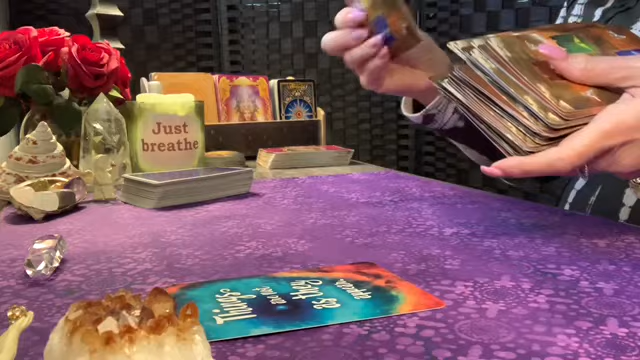 Just
breathe
Things
are not
as they
appear